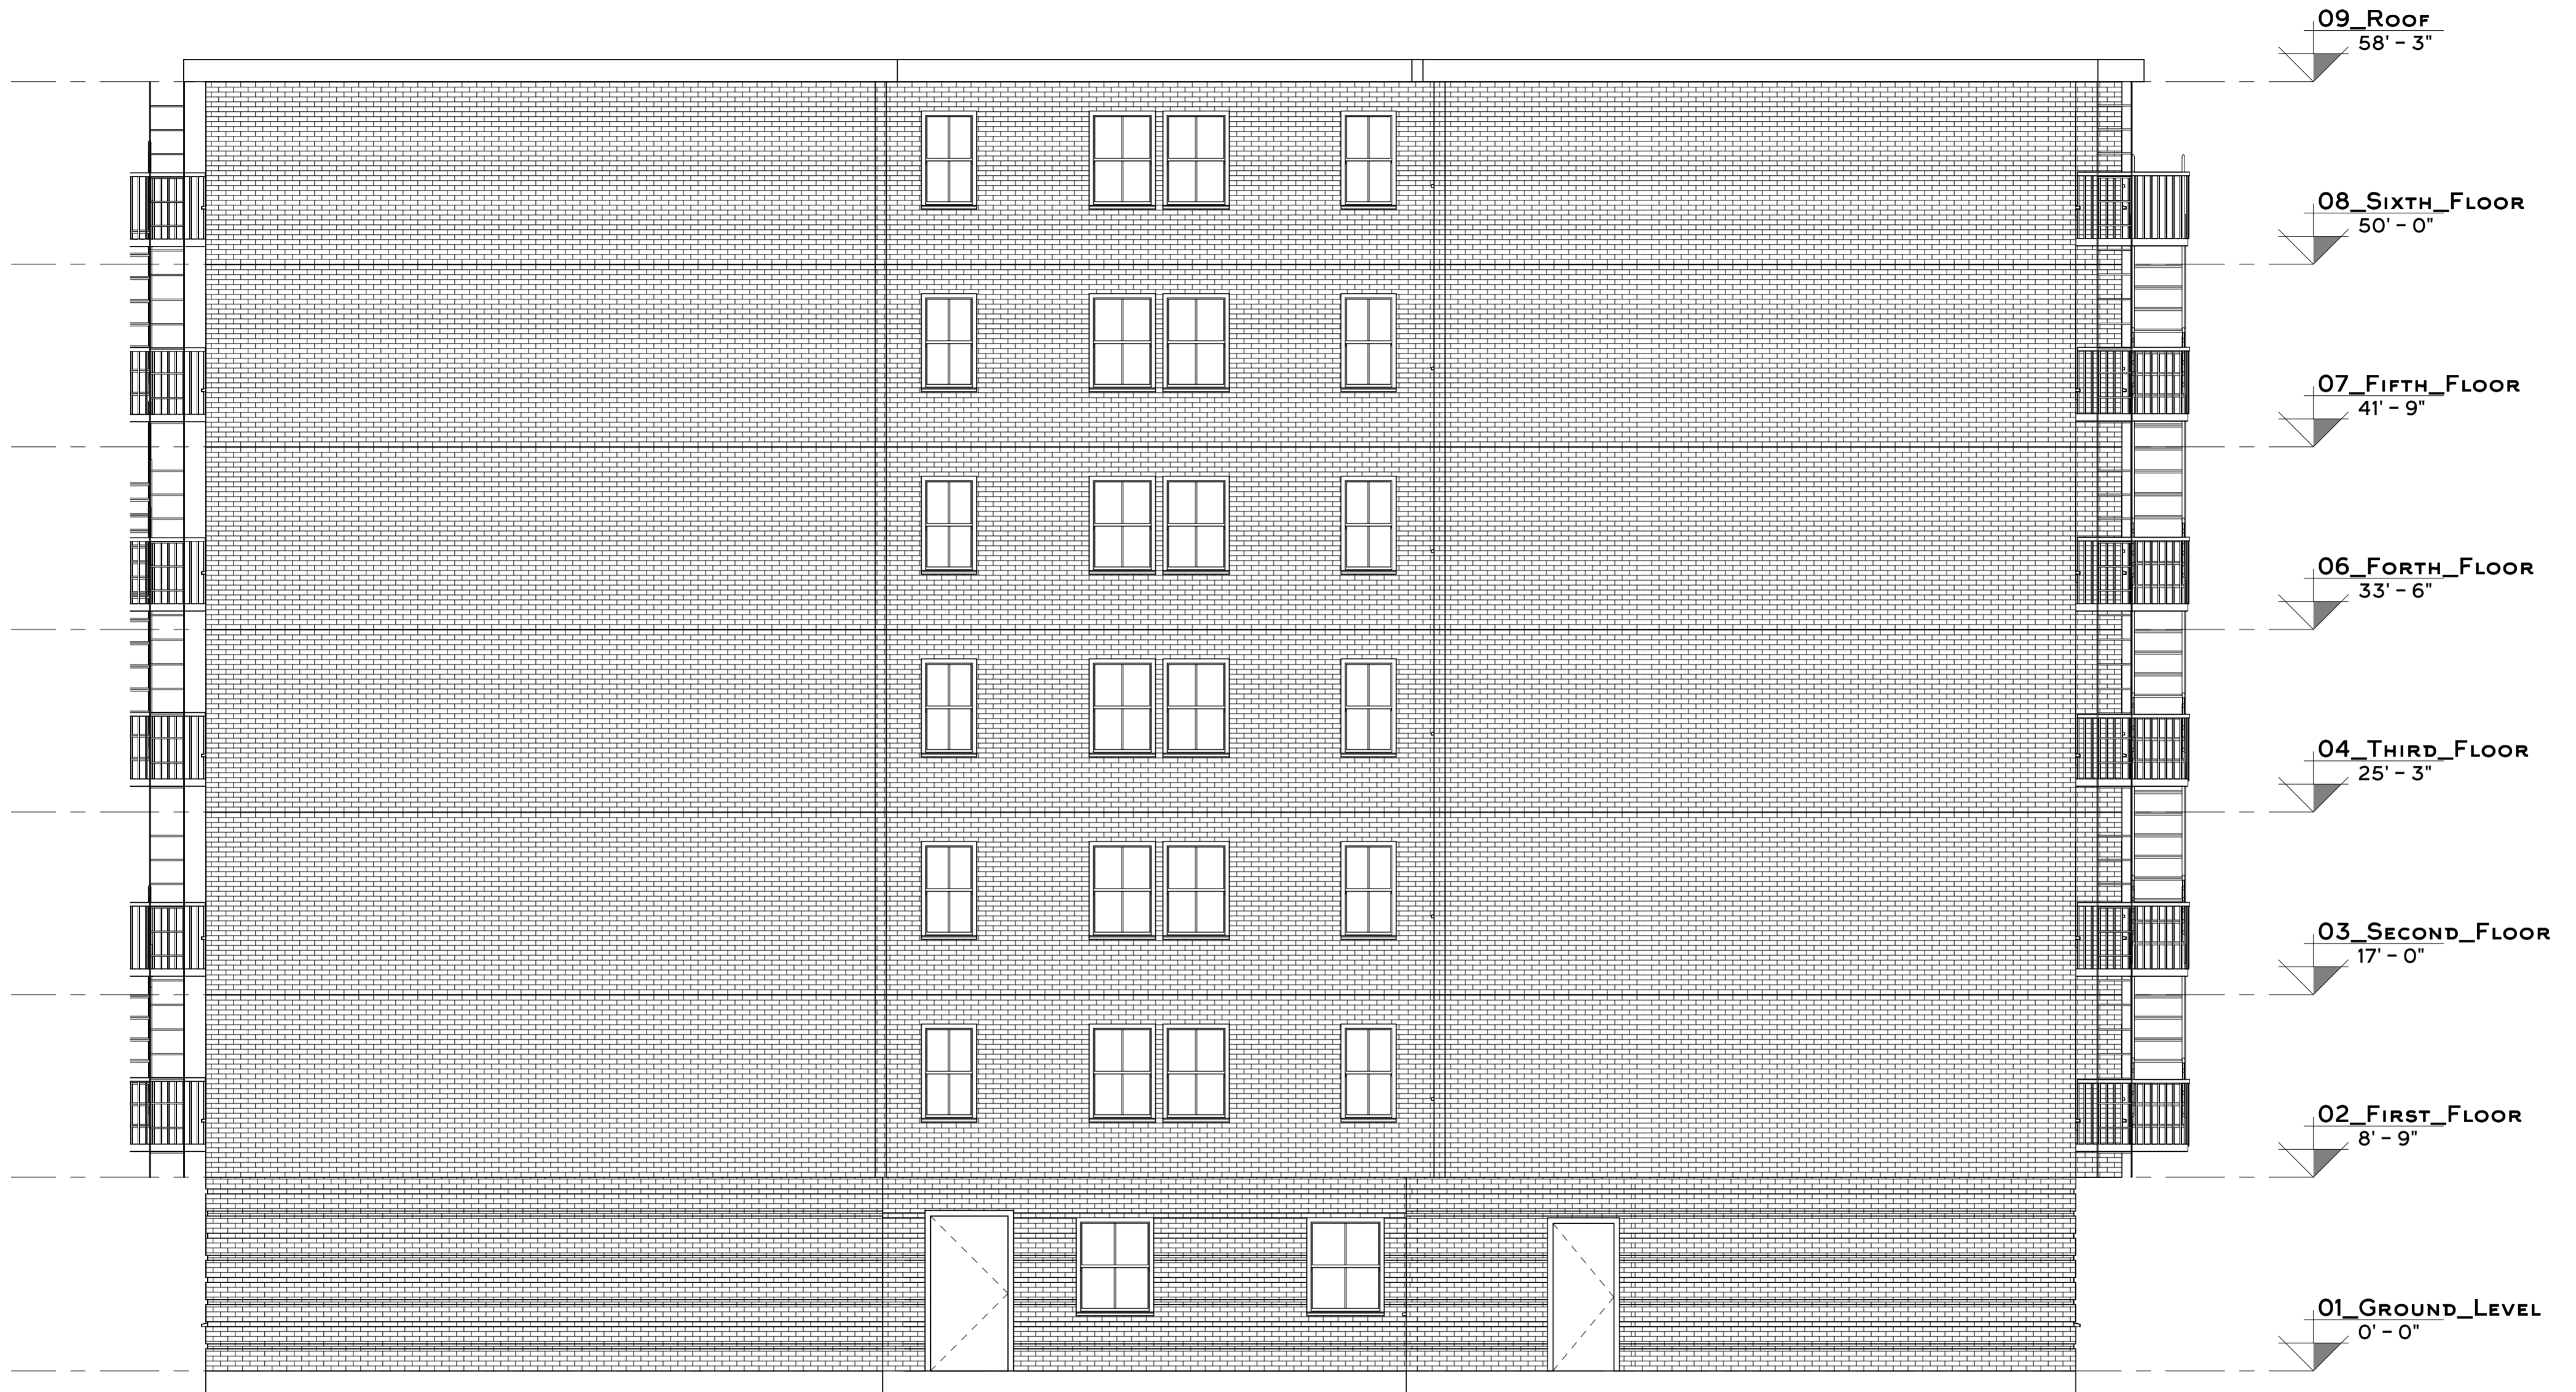 09_Roof
58' - 3"
08_Sixth_Floor
50' - 0"
07_Fifth_Floor
41' - 9"
06_Forth_Floor
33' - 6"
04_Third_Floor
25' - 3"
03_Second_Floor
17' - 0"
02_First_Floor
8' - 9"
01_Ground_Level
0' - 0"